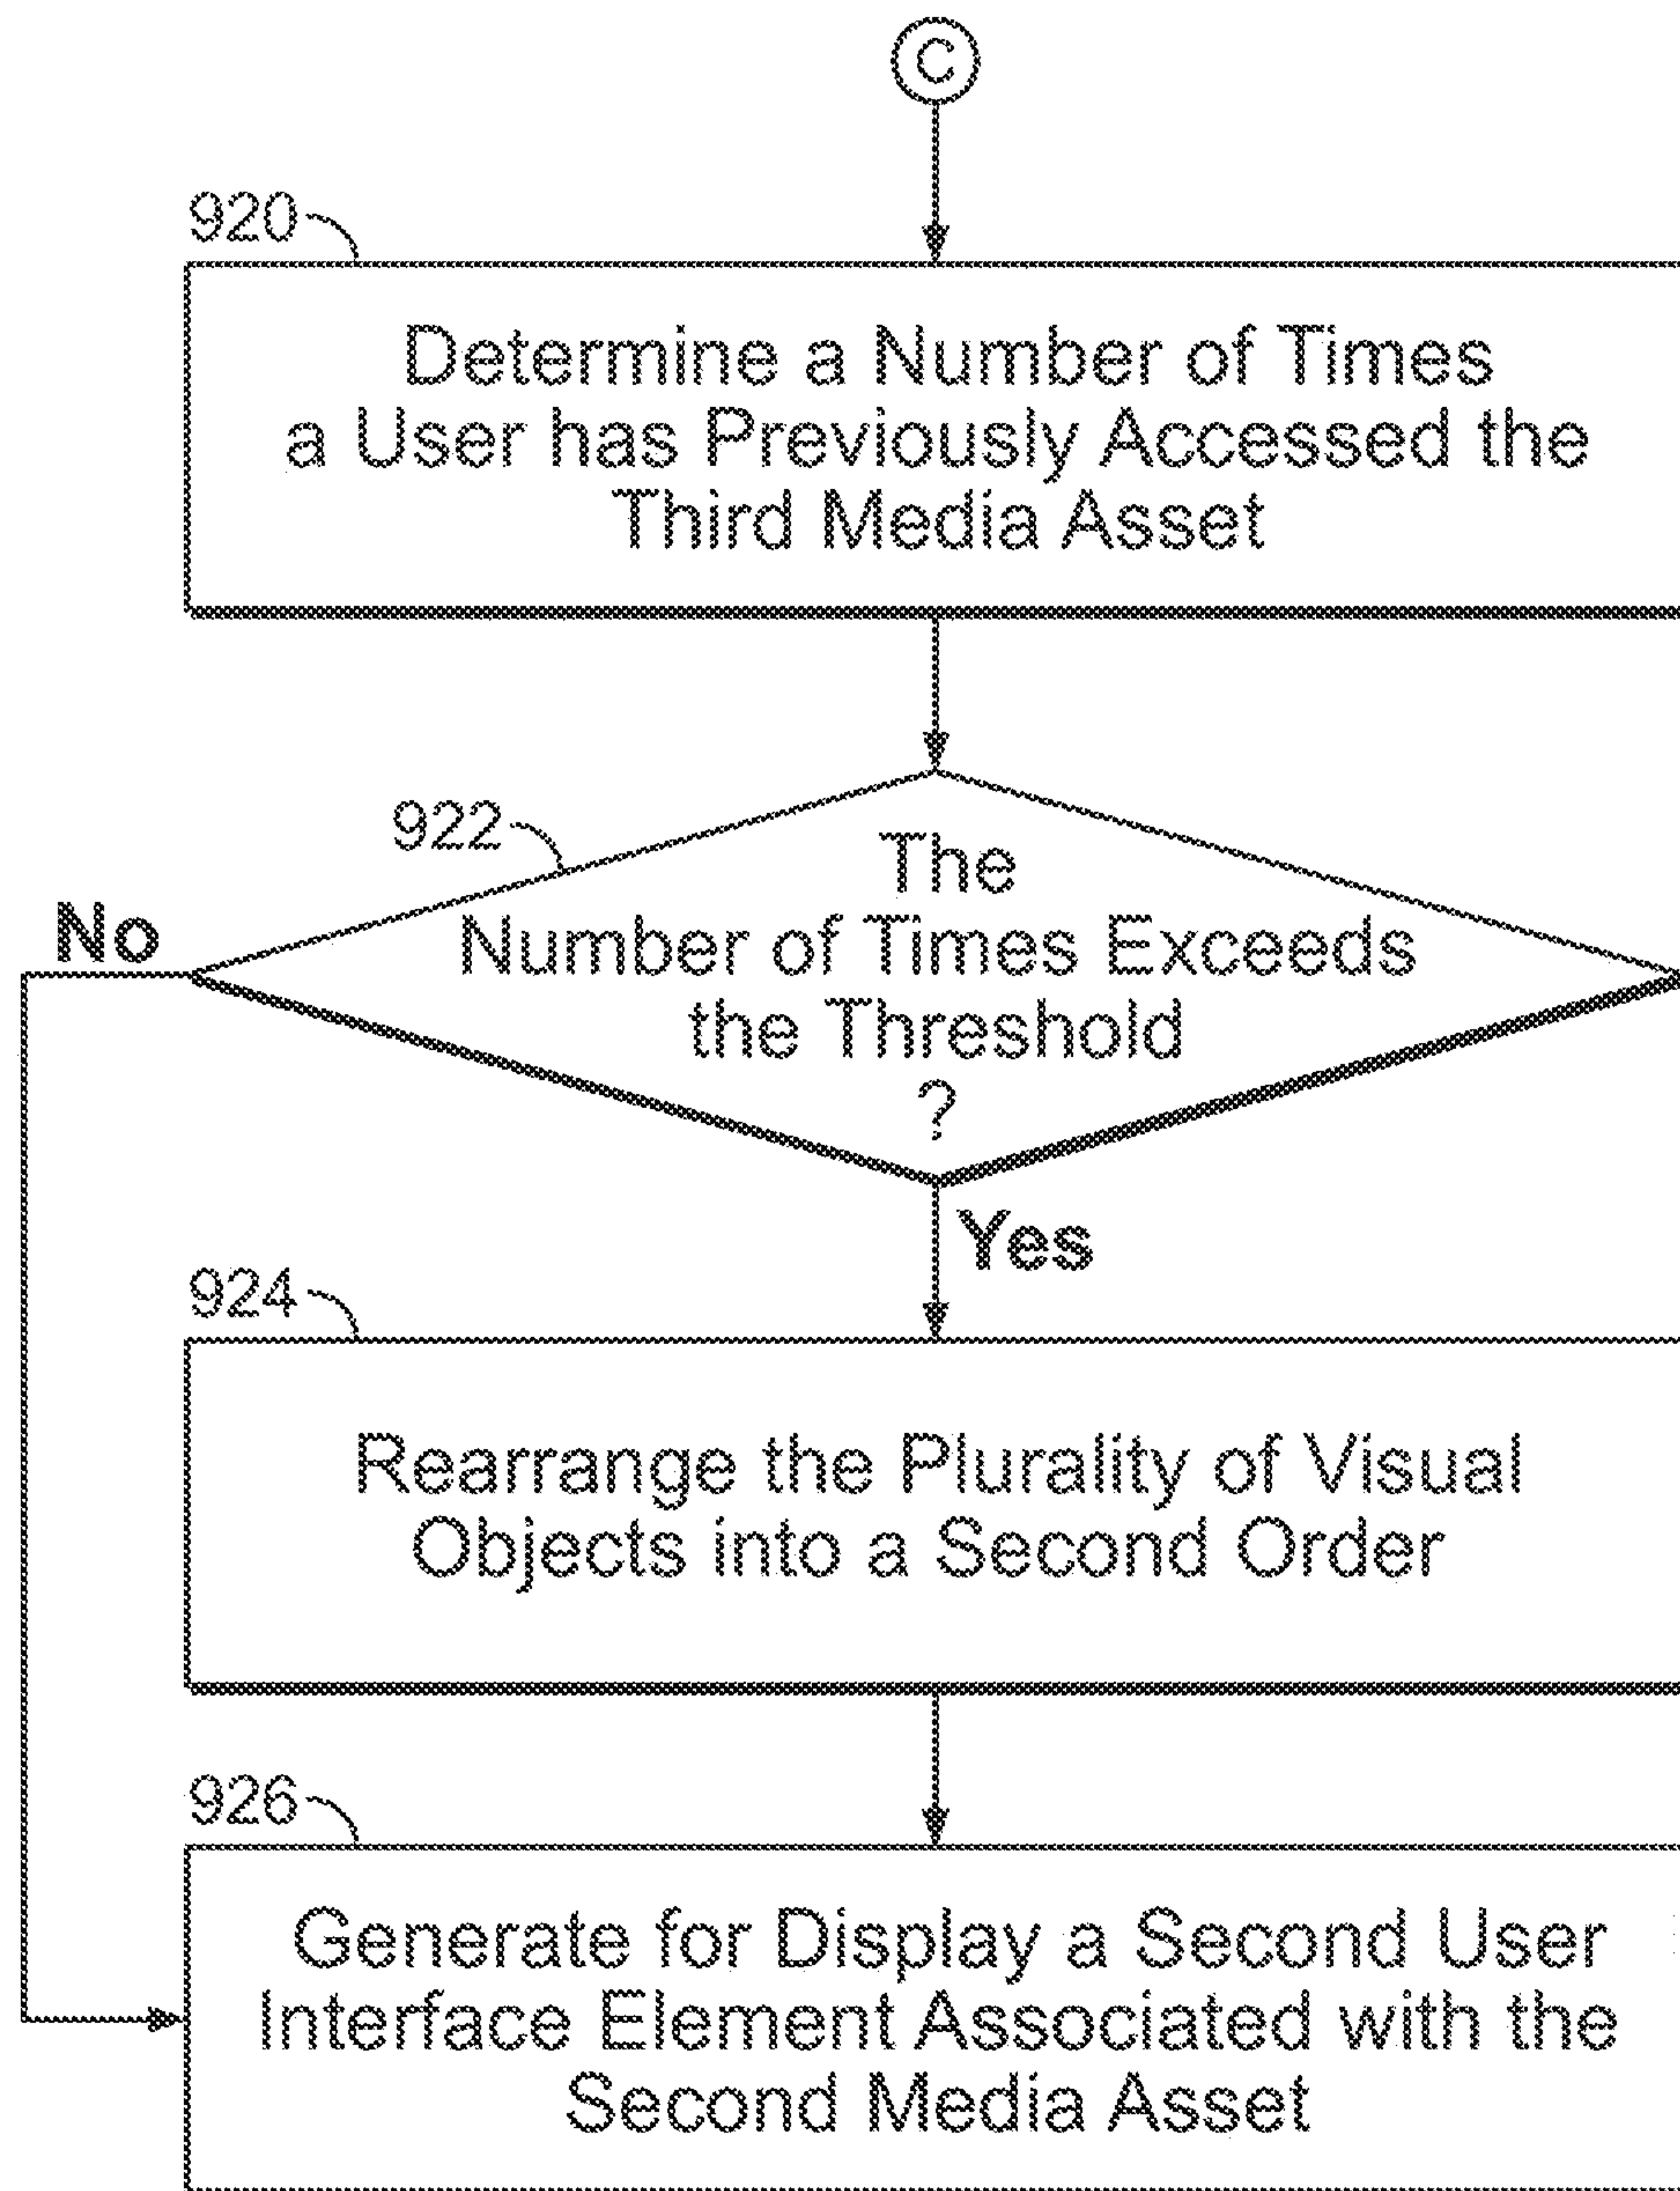 C
920
Determine a Number of Times
a User has Previously Accessed the
Third Media Asset
922
The
Number of Times Exceeds
the Threshold
?
No
Yes
924
Rearrange the Plurality of Visual
Objects into a Second Order
926
Generate for Display a Second User
Interface Element Associated with the
Second Media Asset